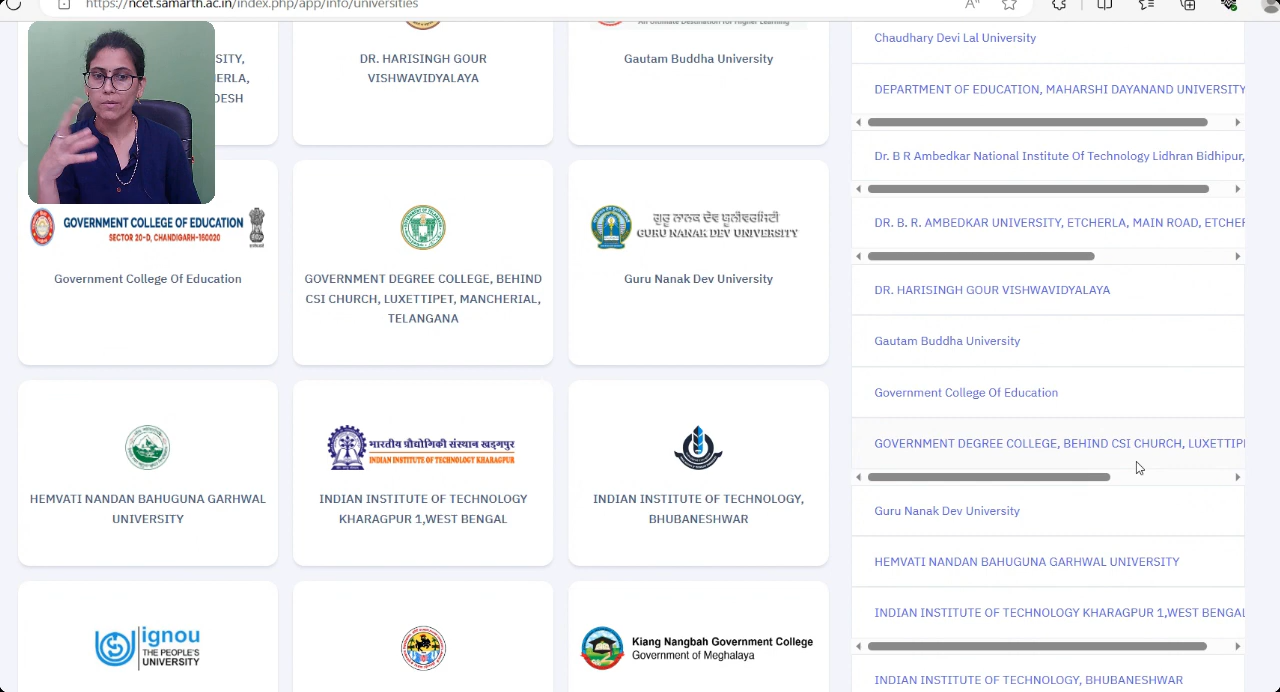 https://ncet.samarth.ac.in/index.php/app/info/universities
SITY,
ERLA,
DESH
DR. HARISINGH GOUR
VISHWAVIDYALAYA
Gautam Buddha University
GOVERNMENT COLLEGE OF EDUCATION
SECTOR 20-D, CHANDIGARH-160020
Government College Of Education
GOVERNMENT DEGREE COLLEGE, BEHIND
CSI CHURCH, LUXETTIPET, MANCHERIAL,
TELANGANA
ਗੁਰੂ ਨਾਨਕ ਦੇਵ ਯੂਨੀਵਰਸਿਟੀ
GURU NANAK DEV UNIVERSITY
Guru Nanak Dev University
HEMVATI NANDAN BAHUGUNA GARHWAL
UNIVERSITY
भारतीय प्रौद्योगिकी संस्थान खड़गपुर
INDIAN INSTITUTE OF TECHNOLOGY KHARAGPUR
INDIAN INSTITUTE OF TECHNOLOGY
KHARAGPUR 1,WEST BENGAL
INDIAN INSTITUTE OF TECHNOLOGY,
BHUBANESHWAR
ignou
THE PEOPLE'S
UNIVERSITY
Kiang Nangbah Government College
Government of Meghalaya
Chaudhary Devi Lal University
DEPARTMENT OF EDUCATION, MAHARSHI DAYANAND UNIVERSITY
Dr. B R Ambedkar National Institute Of Technology Lidhran Bidhipur,
DR. B. R. AMBEDKAR UNIVERSITY, ETCHERLA, MAIN ROAD, ETCHER
DR. HARISINGH GOUR VISHWAVIDYALAYA
Gautam Buddha University
Government College Of Education
GOVERNMENT DEGREE COLLEGE, BEHIND CSI CHURCH, LUXETTIP
Guru Nanak Dev University
HEMVATI NANDAN BAHUGUNA GARHWAL UNIVERSITY
INDIAN INSTITUTE OF TECHNOLOGY KHARAGPUR 1,WEST BENGAL
INDIAN INSTITUTE OF TECHNOLOGY, BHUBANESHWAR